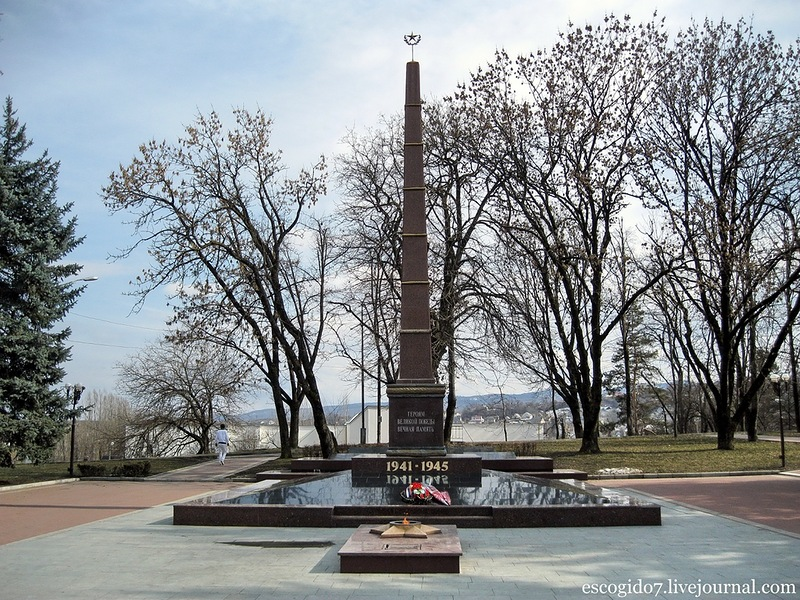 ГЕРОЯМ
ВЕЛИКОЙ ПОБЕДЫ
ВЕЧНАЯ ПАМЯТЬ
1941-1945
escogido7.livejournal.com